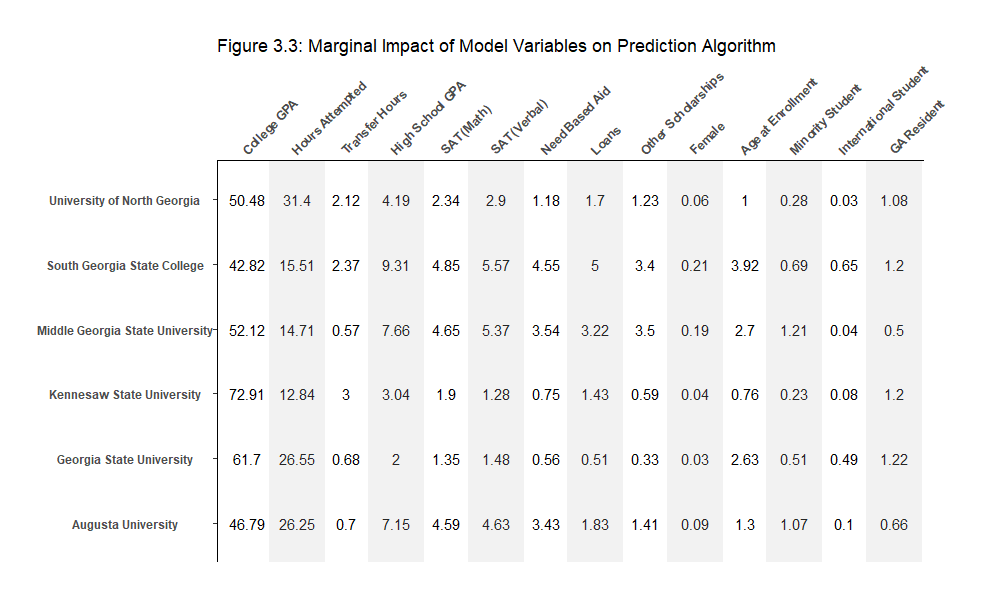 Figure 3.3: Marginal Impact of Model Variables on Prediction Algorithm
College GPA
Hours Attempted
Transfer Hours
High School GPA
SAT(Math)
SAT(Verbal)
Need Based Aid
Loans
Other Scholarships
Female
Age at Enrollment
Minority Student
International Student
GA Resident
University of North Georgia 50.48 31.4 2.12 4.19 2.34 2.9 1.18 1.7 1.23 0.06 1 0.28 0.03 1.08
South Georgia State College 42.82 15.51 2.37 9.31 4.85 5.57 4.55 5 3.4 0.21 3.92 0.69 0.65 1.2
Middle Georgia State University 52.12 14.71 0.57 7.66 4.65 5.37 3.54 3.22 3.5 0.19 2.7 1.21 0.04 0.5
Kennesaw State University 72.91 12.84 3 3.04 1.9 1.28 0.75 1.43 0.59 0.04 0.76 0.23 0.08 1.2
Georgia State University 61.7 26.55 0.68 2 1.35 1.48 0.56 0.51 0.33 0.03 2.63 0.51 0.49 1.22
Augusta University 46.79 26.25 0.7 7.15 4.59 4.63 3.43 1.83 1.41 0.09 1.3 1.07 0.1 0.66